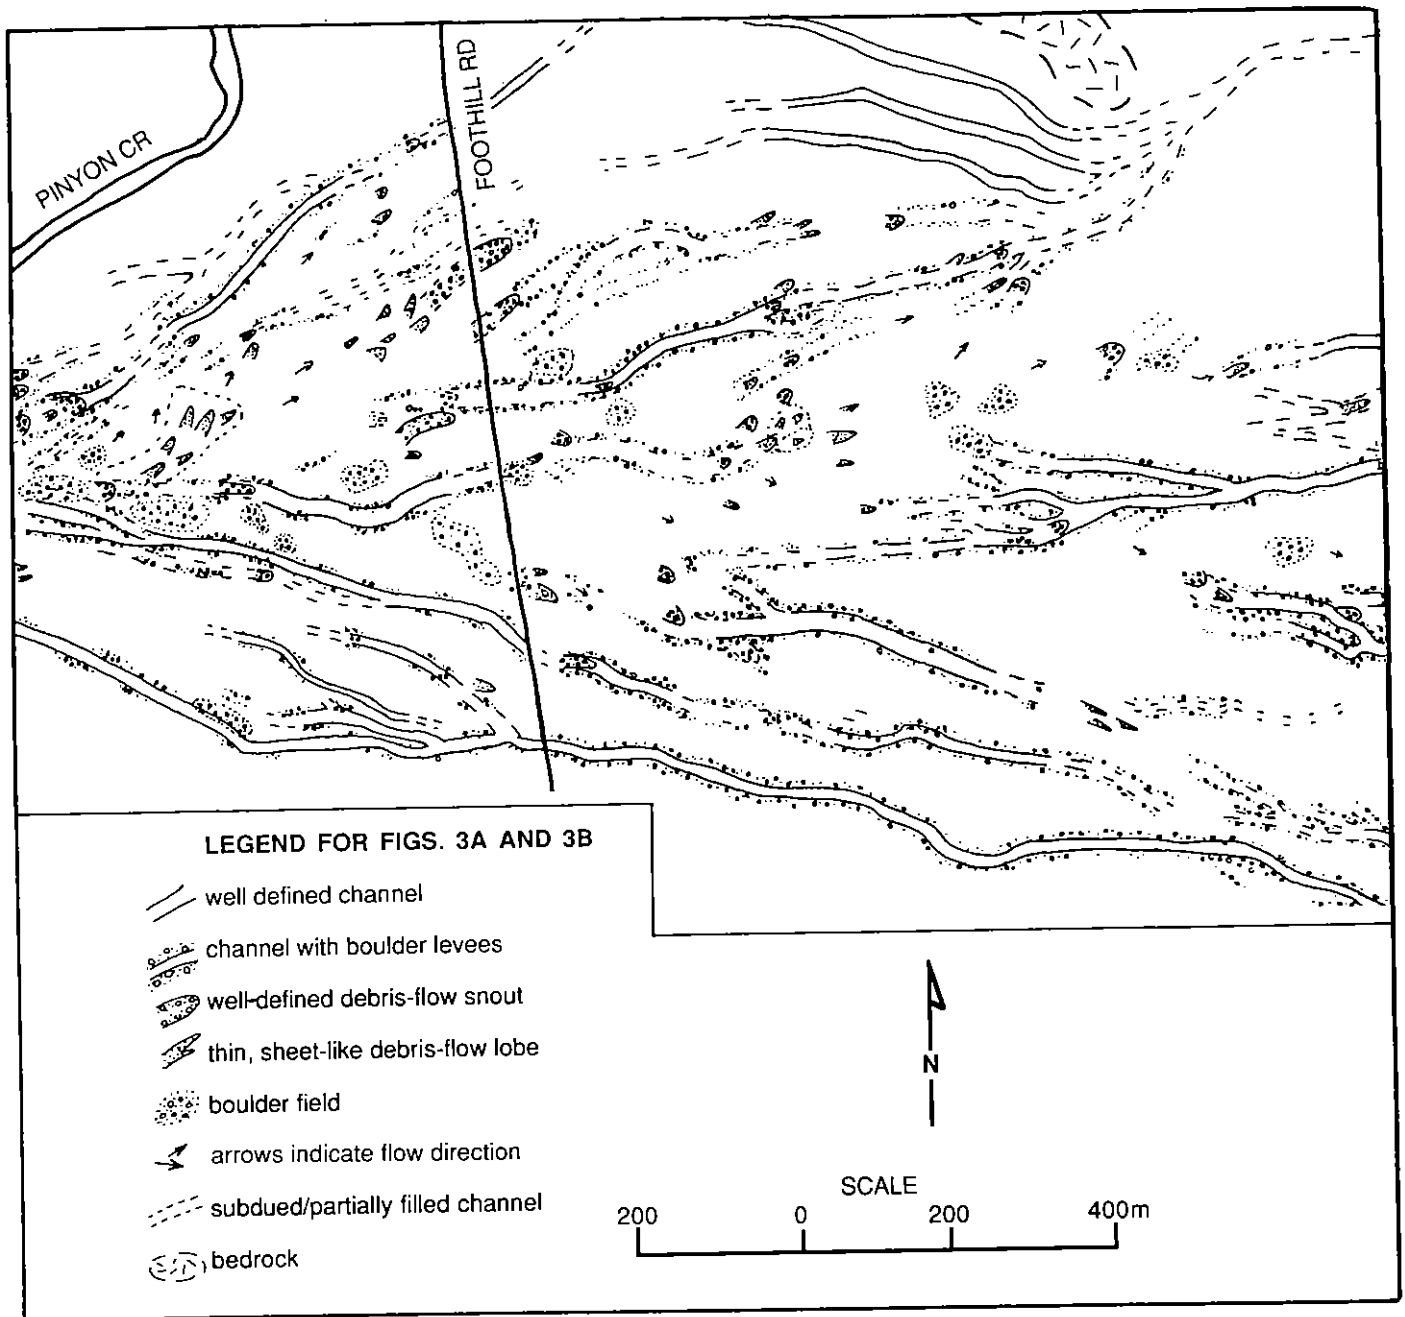 PINYON CR
FOOTHILL RD
LEGEND FOR FIGS. 3A AND 3B
well defined channel
channel with boulder levees
well-defined debris-flow snout
thin, sheet-like debris-flow lobe
boulder field
arrows indicate flow direction
subdued/partially filled channel
bedrock
N
SCALE
200 0 200 400m